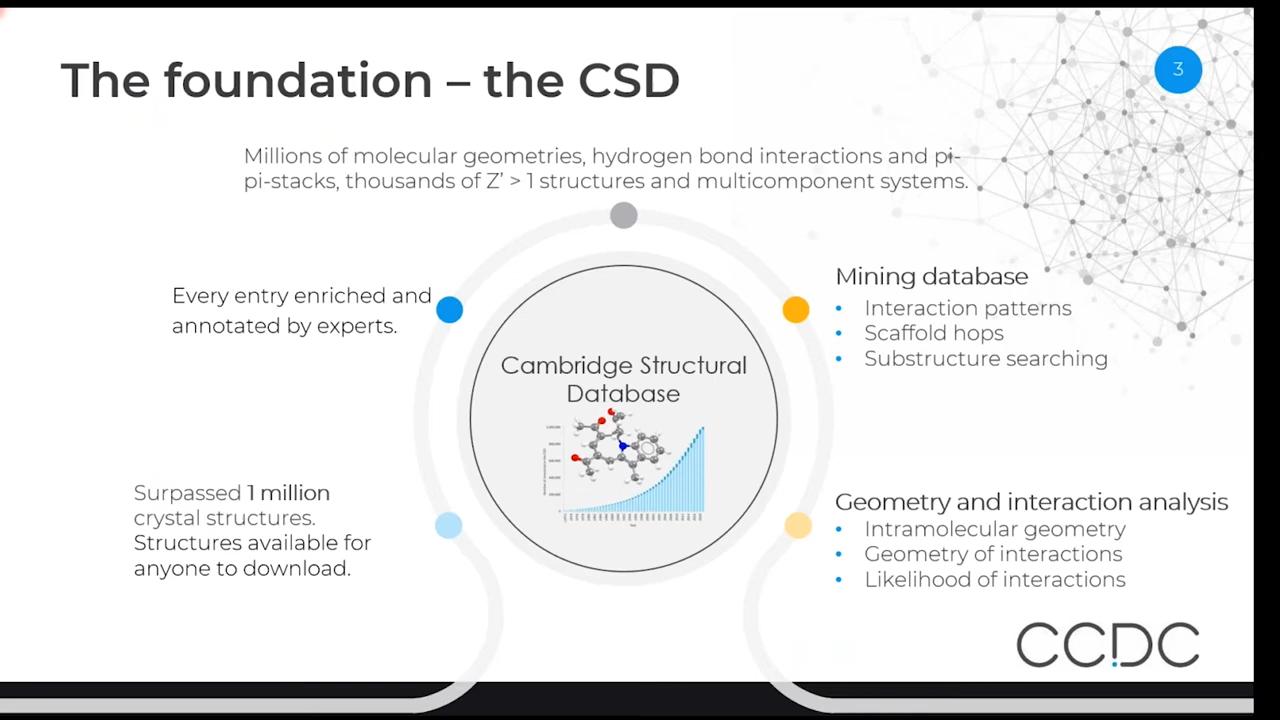 The foundation – the CSD
3
Millions of molecular geometries, hydrogen bond interactions and pi-
pi-stacks, thousands of Z' > 1 structures and multicomponent systems.
Every entry enriched and
annotated by experts.
Mining database
• Interaction patterns
• Scaffold hops
• Substructure searching
Cambridge Structural
Database
Surpassed 1 million
crystal structures.
Structures available for
anyone to download.
Geometry and interaction analysis
• Intramolecular geometry
• Geometry of interactions
• Likelihood of interactions
CCDC